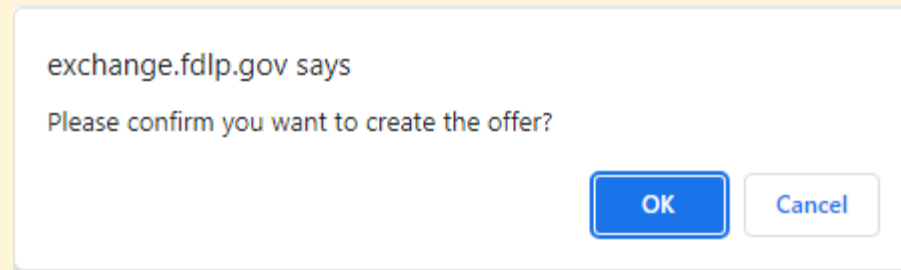 exchange.fdlp.gov says
Please confirm you want to create the offer?
OK
Cancel